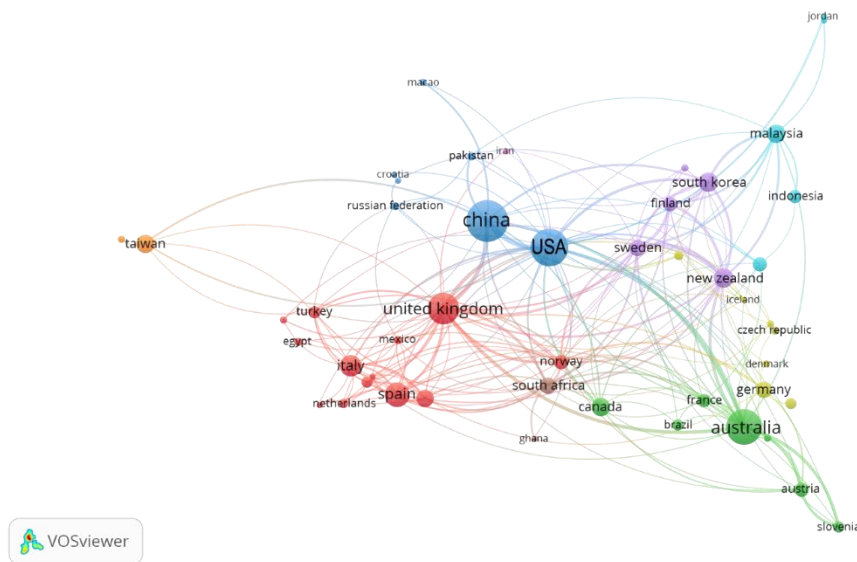 jordan
macao
malaysia
pakistan
iran
croatia
south korea
indonesia
finland
russian federation
china
taiwan
USA
sweden
new zealand
iceland
united kingdom
turkey
czech republic
egypt
mexico
italy
norway
denmark
south africa
germany
spain
netherlands
canada
france
brazil
australia
ghana
austria
slovenia
VOSviewer